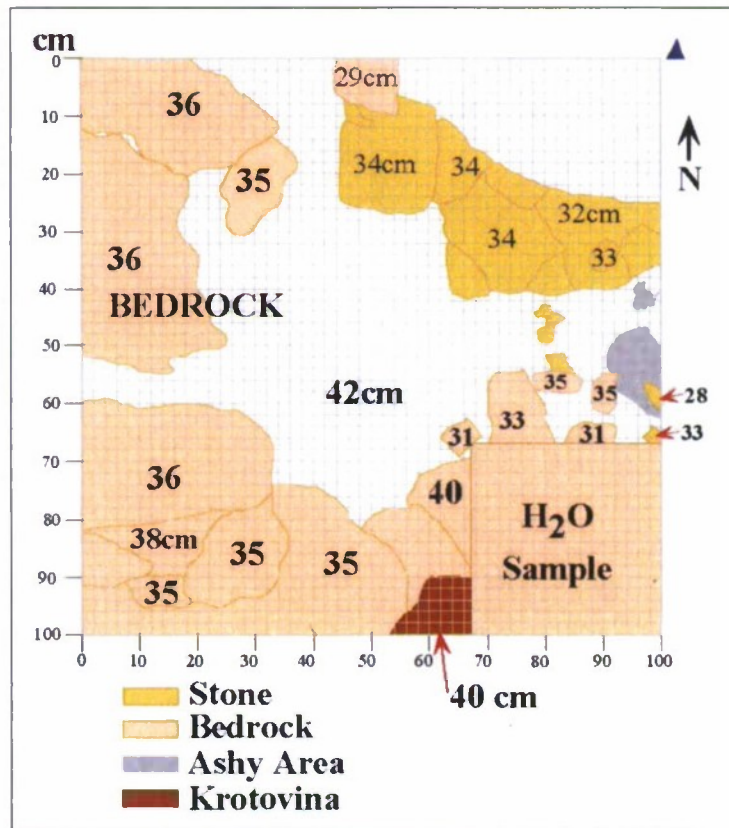 cm
0
29cm
10
36
N
34cm
34
20
35
32cm
30
34
33
36
40
BEDROCK
50
42cm
35
35
28
60
33
31
31
33
70
36
40
H₂O
80
38cm
Sample
35
35
90
35
100
0
10
20
30
40
50
60
70
80
90
100
40 cm
Stone
Bedrock
Ashy Area
Krotovina